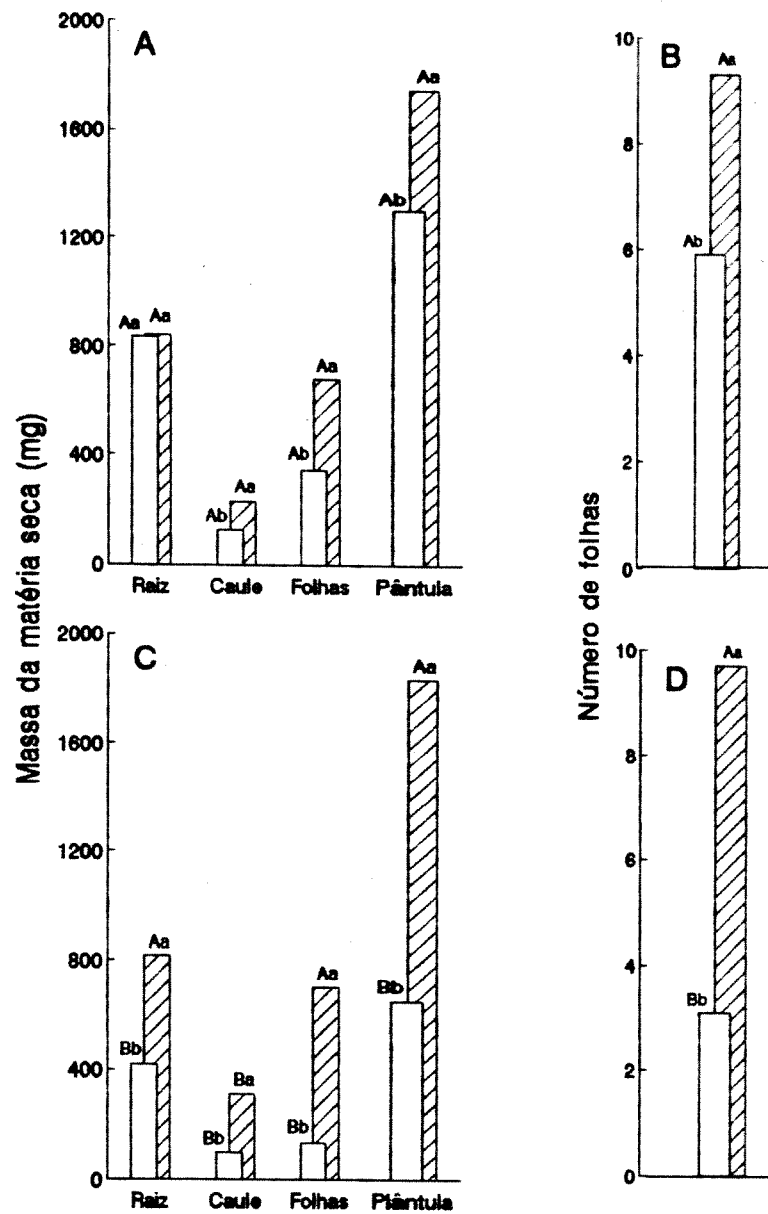 Massa da matéria seca (mg)
A
2000
1600
1200
800
400
0
Aa Aa
Ab Aa
Ab Aa
Ab Aa
Raiz Caule Folhas Pântula
Número de folhas
B
10
8
6
4
2
0
Ab Aa
C
2000
1600
1200
800
400
0
Bb Aa
Bb Ba
Bb Aa
Bb Aa
Raiz Caule Folhas Plântula
D
10
8
6
4
2
0
Bb Aa